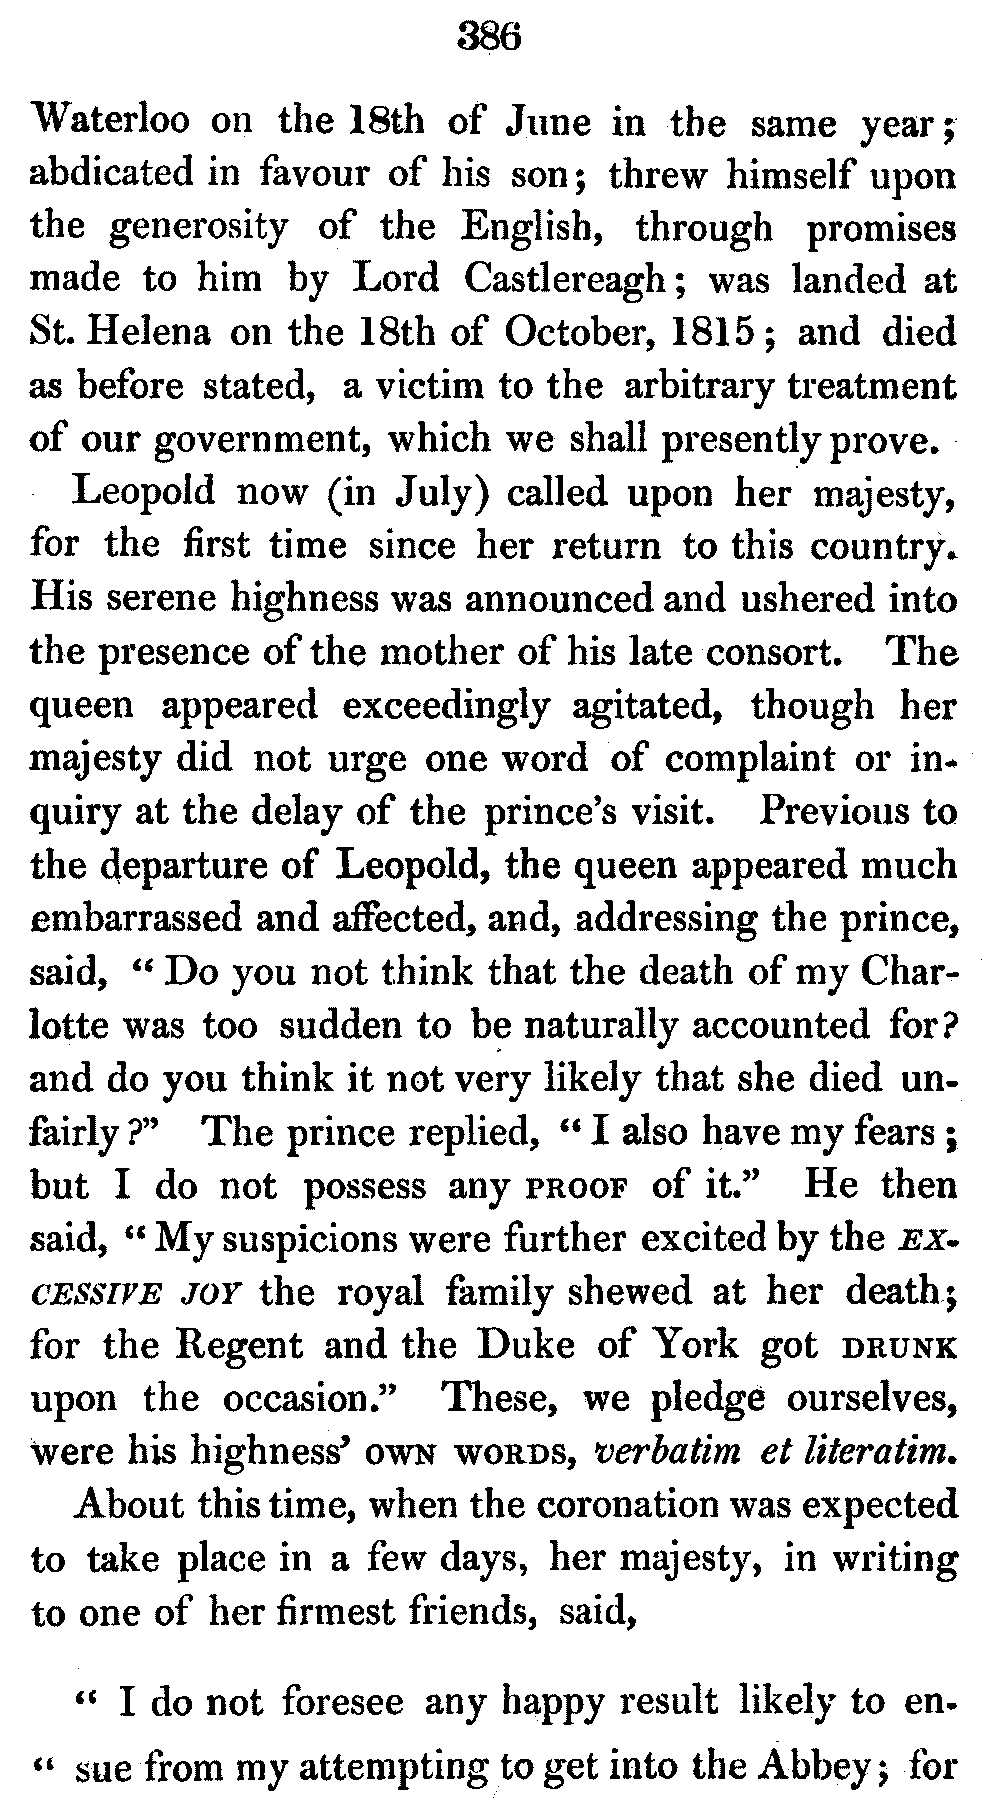 386
Waterloo on the 18th of June in the same year;
abdicated in favour of his son; threw himself upon
the generosity of the English, through promises
made to him by Lord Castlereagh; was landed at
St. Helena on the 18th of October, 1815; and died
as before stated, a victim to the arbitrary treatment
of our government, which we shall presently prove.
Leopold now (in July) called upon her majesty,
for the first time since her return to this country.
His serene highness was announced and ushered into
the presence of the mother of his late consort. The
queen appeared exceedingly agitated, though her
majesty did not urge one word of complaint or in-
quiry at the delay of the prince's visit. Previous to
the departure of Leopold, the queen appeared much
embarrassed and affected, and, addressing the prince,
said, “ Do you not think that the death of my Char-
lotte was too sudden to be naturally accounted for?
and do you think it not very likely that she died un-
fairly?” The prince replied, “ I also have my fears;
but I do not possess any PROOF of it.” He then
said, “ My suspicions were further excited by the EX-
CESSIVE JOY the royal family shewed at her death;
for the Regent and the Duke of York got DRUNK
upon the occasion.” These, we pledge ourselves,
were his highness' OWN WORDS, verbatim et literatim.
About this time, when the coronation was expected
to take place in a few days, her majesty, in writing
to one of her firmest friends, said,
“ I do not foresee any happy result likely to en-
“ sue from my attempting to get into the Abbey; for